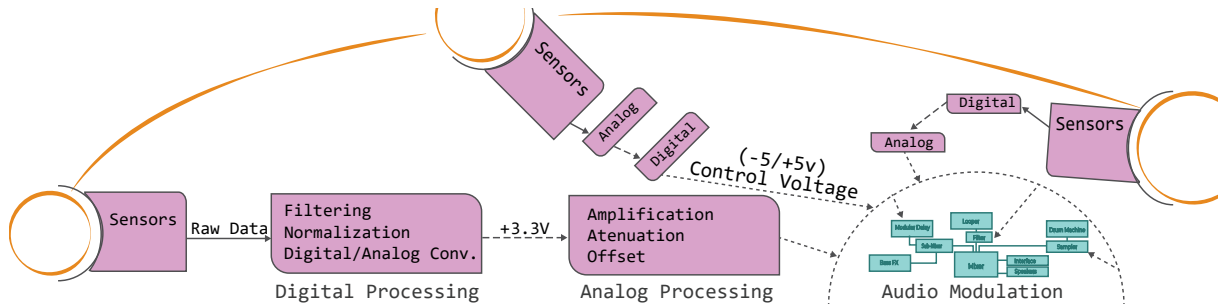 Sensors
Raw Data
Filtering
Normalization
Digital/Analog Conv.
Digital Processing
+3.3V
Amplification
Atenuation
Offset
Analog Processing
Sensors
Analog
Digital
(-5/+5v)
Control Voltage
Sensors
Digital
Analog
Modular Delay
Sub-Mixer
Bass FX
Looper
Filter
Mixer
Drum Machine
Sampler
Interface
Speakers
Audio Modulation